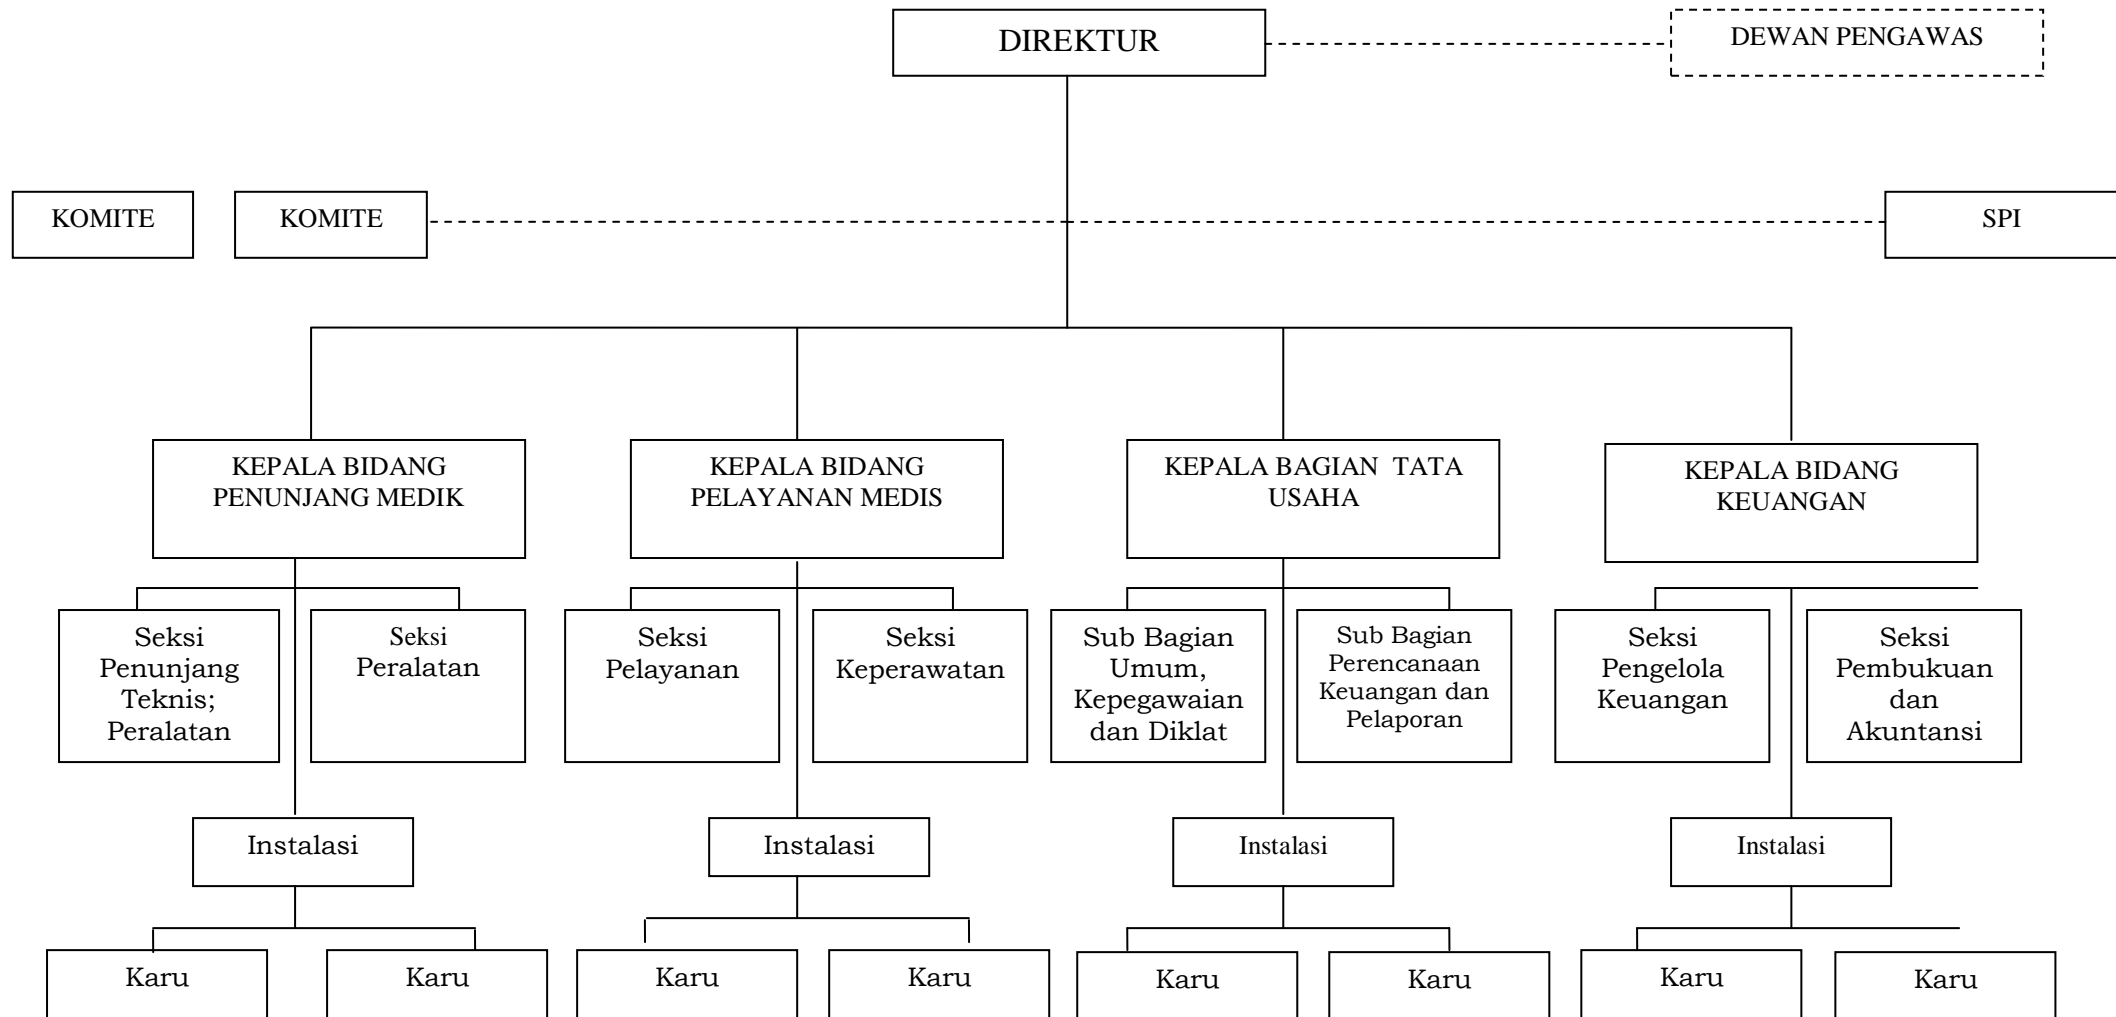 DIREKTUR
DEWAN PENGAWAS
KOMITE
KOMITE
SPI
KEPALA BIDANG
PENUNJANG MEDIK
KEPALA BIDANG
PELAYANAN MEDIS
KEPALA BAGIAN  TATA
USAHA
KEPALA BIDANG
KEUANGAN
Seksi
Penunjang
Teknis;
Peralatan
Seksi
Peralatan
Seksi
Pelayanan
Seksi
Keperawatan
Sub Bagian
Umum,
Kepegawaian
dan Diklat
Sub Bagian
Perencanaan
Keuangan dan
Pelaporan
Seksi
Pengelola
Keuangan
Seksi
Pembukuan
dan
Akuntansi
Instalasi
Instalasi
Instalasi
Instalasi
Karu
Karu
Karu
Karu
Karu
Karu
Karu
Karu